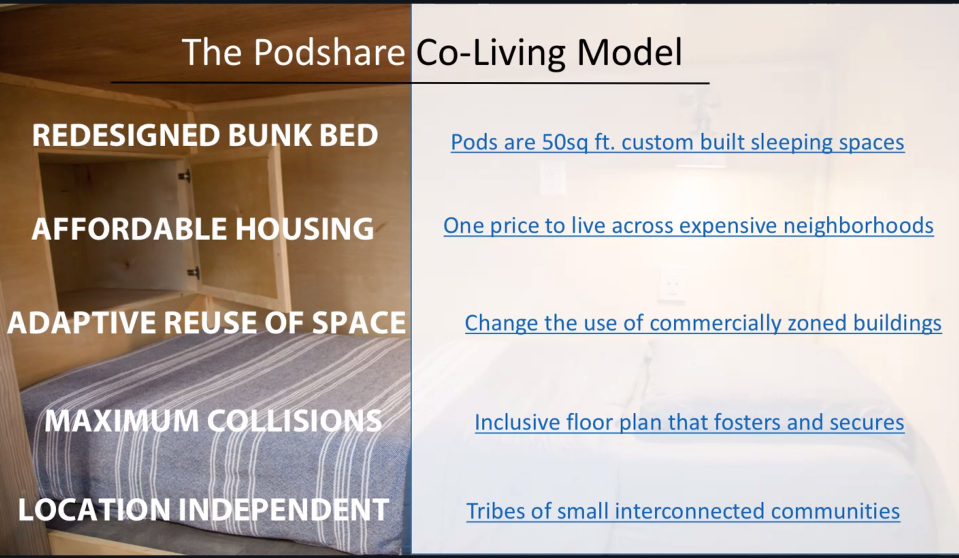 The Podshare Co-Living Model
REDESIGNED BUNK BED
Pods are 50sq ft. custom built sleeping spaces
AFFORDABLE HOUSING
One price to live across expensive neighborhoods
ADAPTIVE REUSE OF SPACE
Change the use of commercially zoned buildings
MAXIMUM COLLISIONS
Inclusive floor plan that fosters and secures
LOCATION INDEPENDENT
Tribes of small interconnected communities